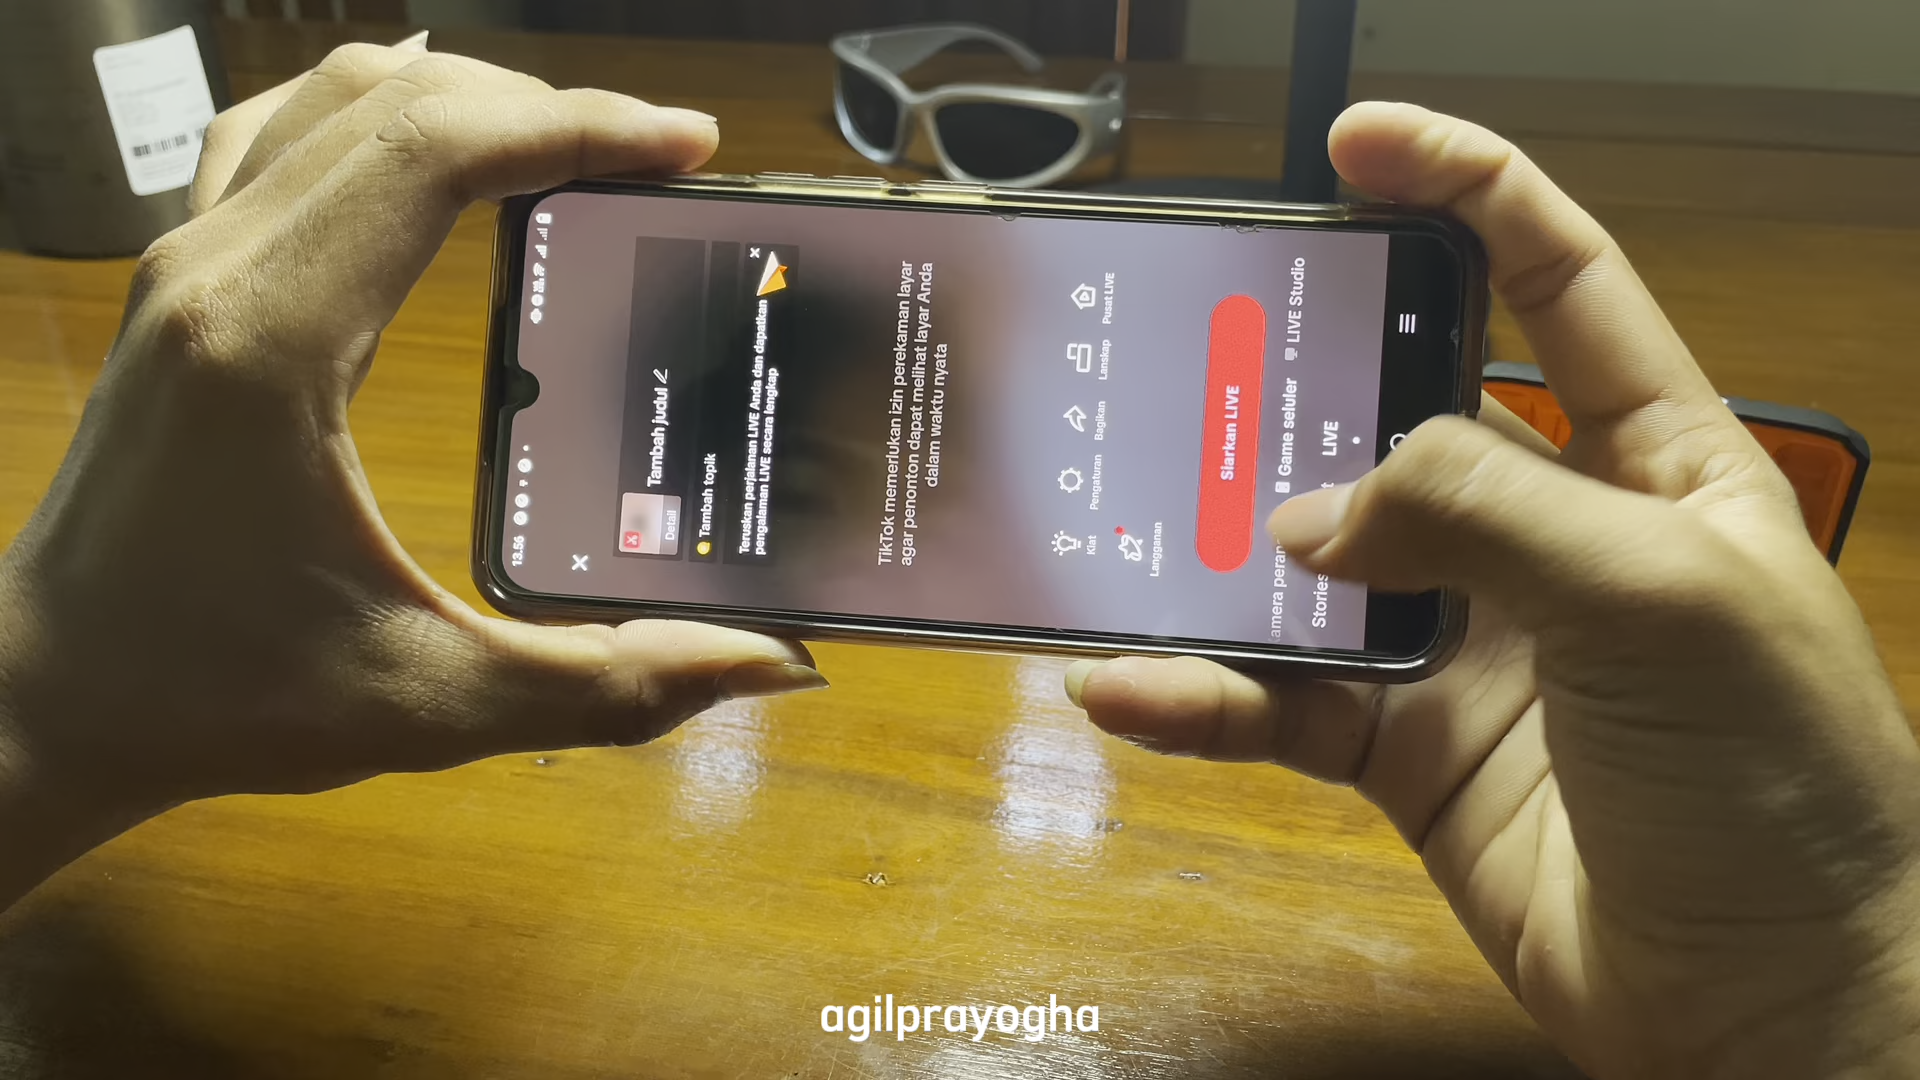 13.56
Tambah judul
Detail
Tambah topik
Teruskan perjalanan LIVE Anda dan dapatkan
pengalaman LIVE secara lengkap
TikTok memerlukan izin perekaman layar
agar penonton dapat melihat layar Anda
dalam waktu nyata
Kiat
Pengaturan
Bagikan
Lanskap
Pusat LIVE
Langganan
Siarkan LIVE
Game seluler
LIVE Studio
Stories
LIVE
agilprayogha